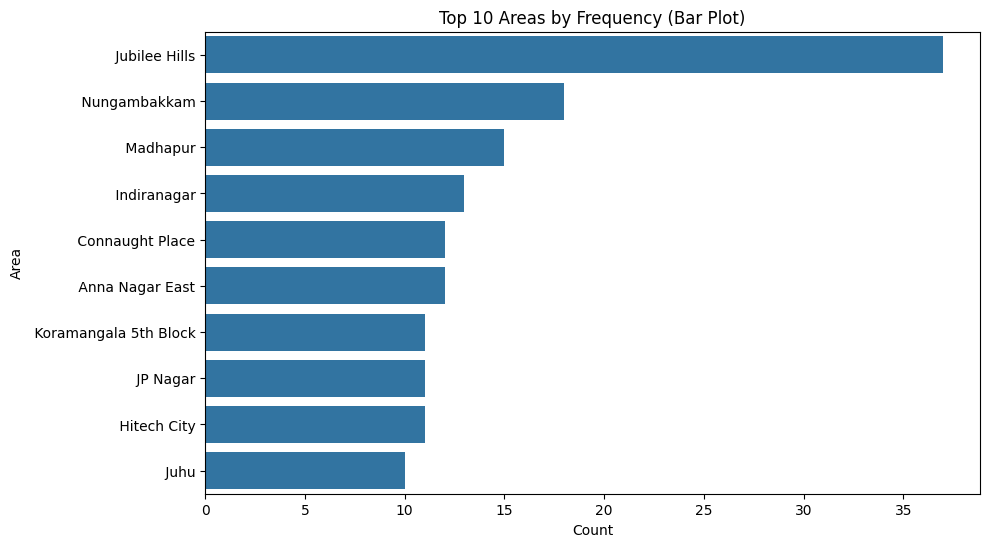 Top 10 Areas by Frequency (Bar Plot)
Jubilee Hills
Nungambakkam
Madhapur
Indiranagar
Connaught Place
Anna Nagar East
Koramangala 5th Block
JP Nagar
Hitech City
Juhu
Area
0 5 10 15 20 25 30 35
Count